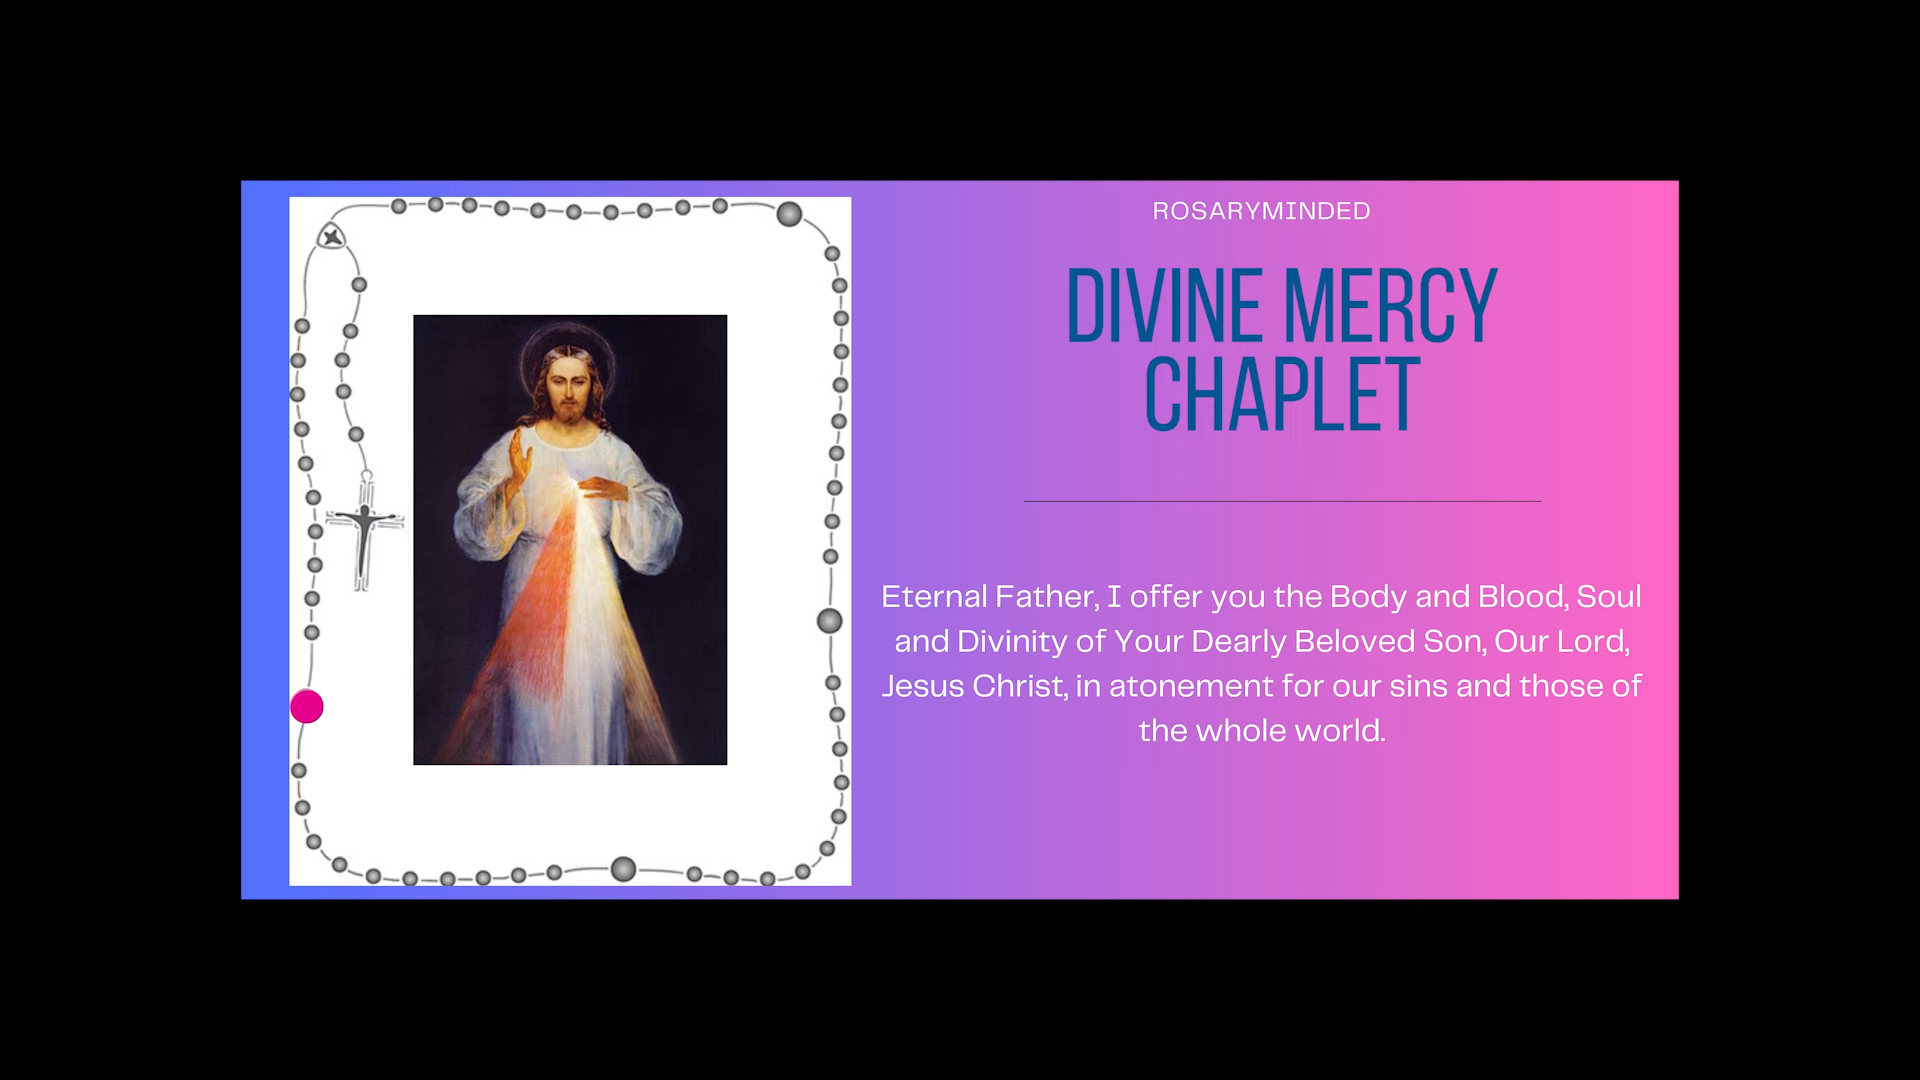 ROSARYMINDED
DIVINE MERCY
CHAPLET
Eternal Father, I offer you the Body and Blood, Soul
and Divinity of Your Dearly Beloved Son, Our Lord,
Jesus Christ, in atonement for our sins and those of
the whole world.